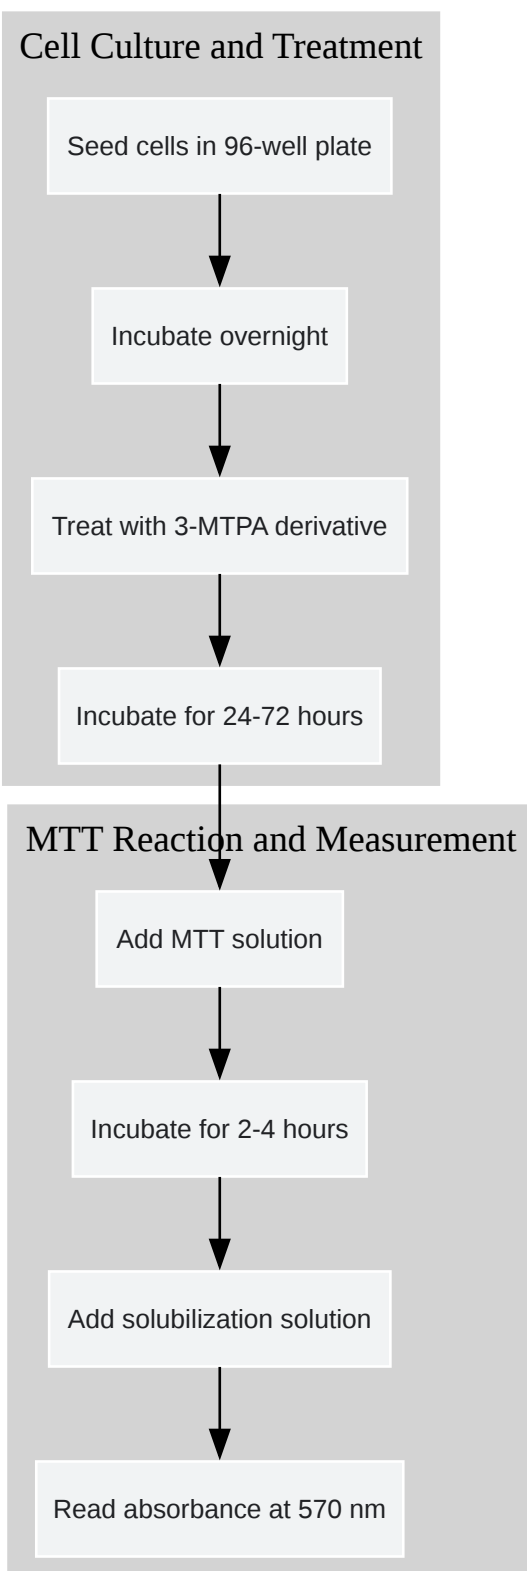 Cell Culture and Treatment
Seed cells in 96-well plate
Incubate overnight
Treat with 3-MTPA derivative
Incubate for 24-72 hours
MTT Reaction and Measurement
Add MTT solution
Incubate for 2-4 hours
Add solubilization solution
Read absorbance at 570 nm